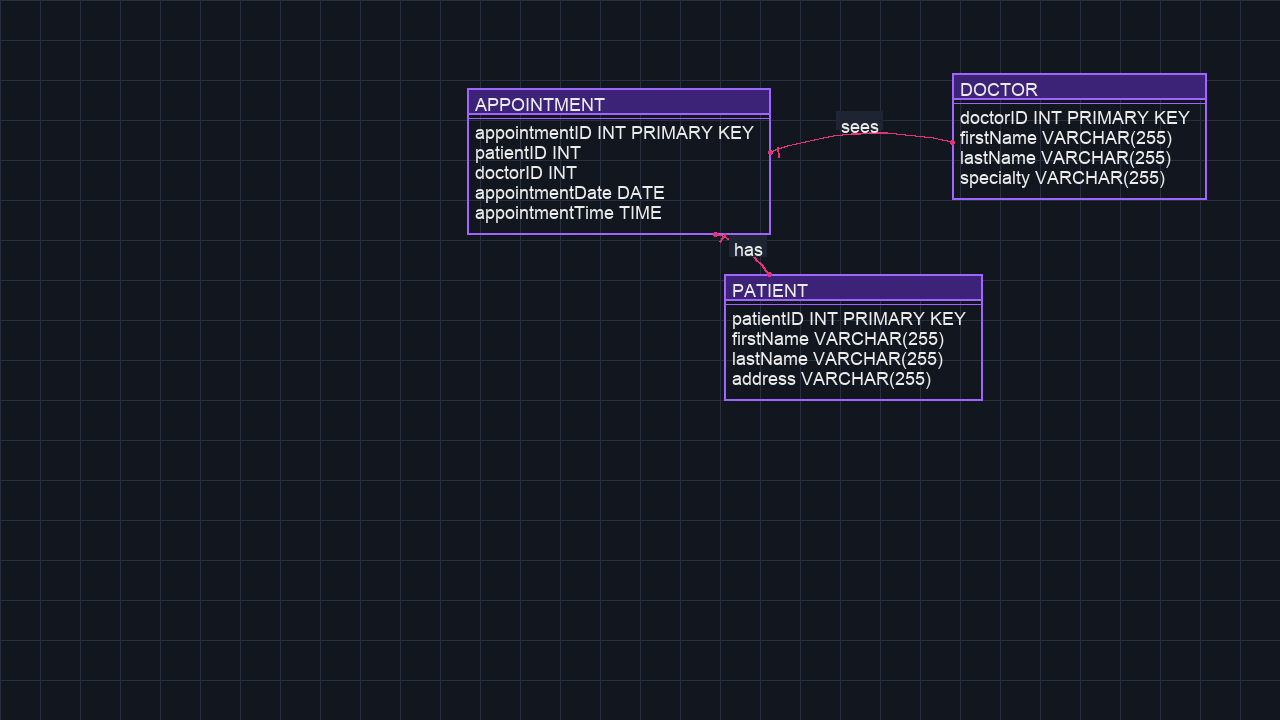 APPOINTMENT
appointmentID INT PRIMARY KEY
patientID INT
doctorID INT
appointmentDate DATE
appointmentTime TIME
sees
DOCTOR
doctorID INT PRIMARY KEY
firstName VARCHAR(255)
lastName VARCHAR(255)
specialty VARCHAR(255)
has
PATIENT
patientID INT PRIMARY KEY
firstName VARCHAR(255)
lastName VARCHAR(255)
address VARCHAR(255)